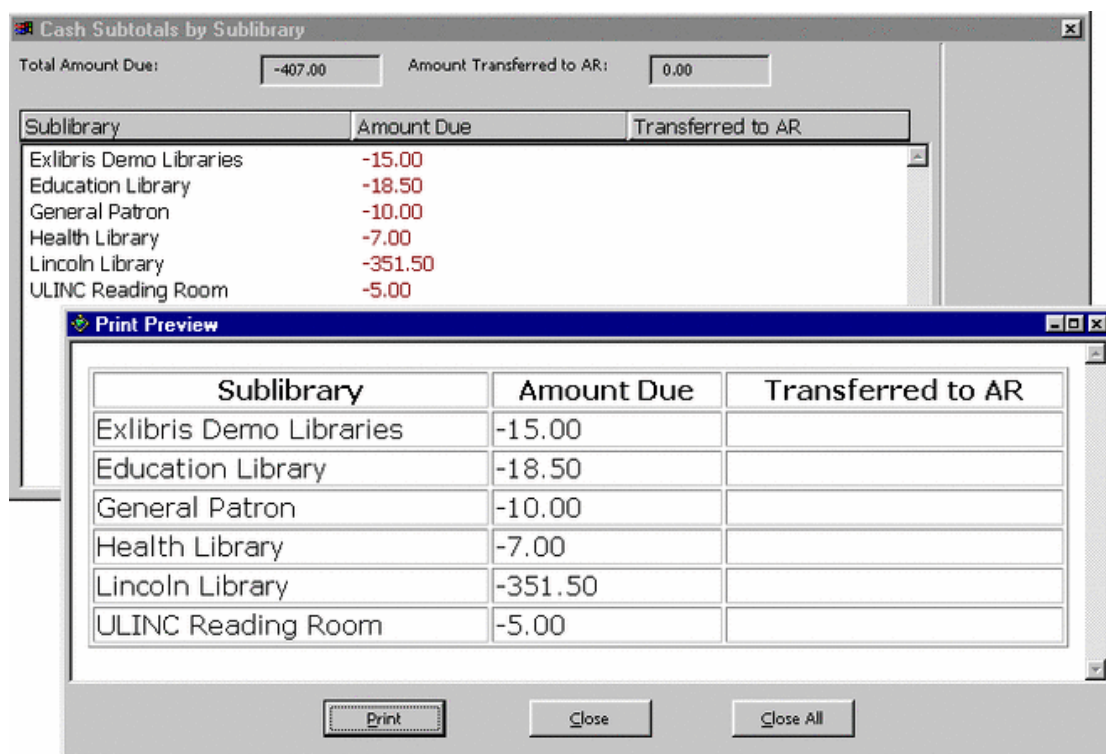 Cash Subtotals by Sublibrary
Total Amount Due: -407.00 Amount Transferred to AR: 0.00
Sublibrary Amount Due Transferred to AR
Exlibris Demo Libraries -15.00
Education Library -18.50
General Patron -10.00
Health Library -7.00
Lincoln Library -351.50
ULINC Reading Room -5.00
Print Preview
Sublibrary Amount Due Transferred to AR
Exlibris Demo Libraries -15.00
Education Library -18.50
General Patron -10.00
Health Library -7.00
Lincoln Library -351.50
ULINC Reading Room -5.00
Print Close Close All